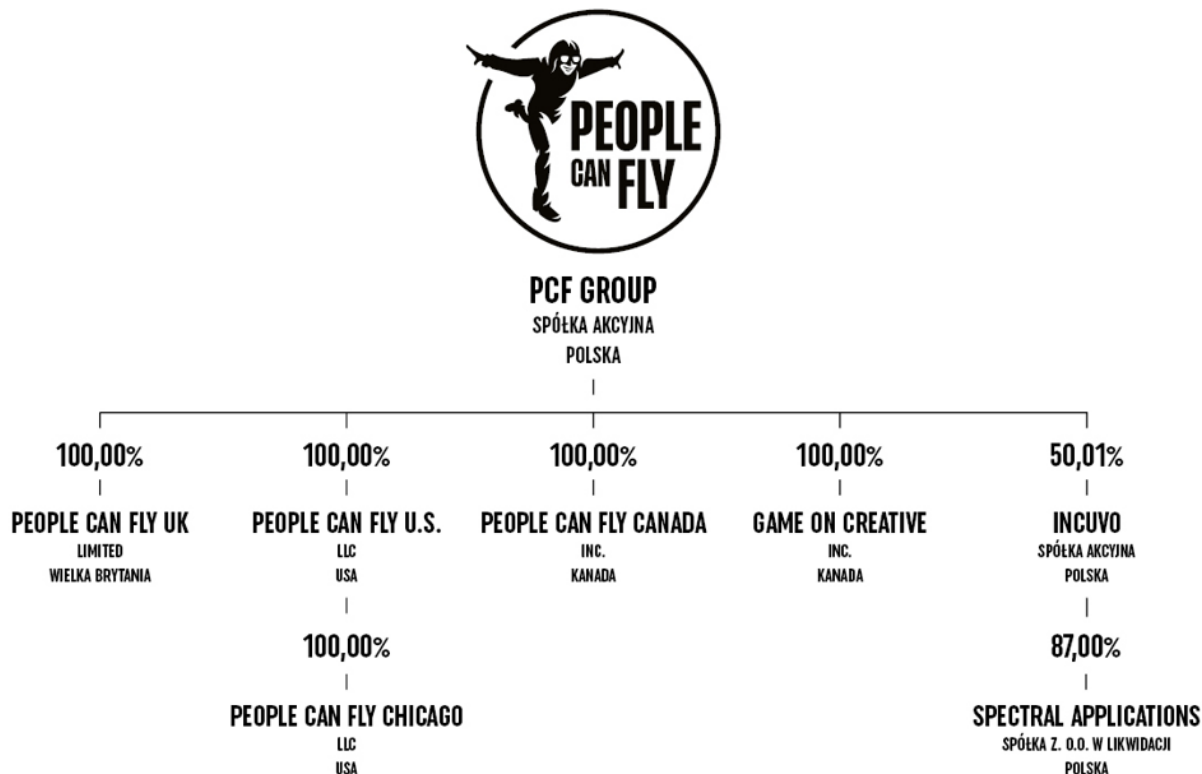 PEOPLE
CAN FLY
PCF GROUP
SPÓŁKA AKCYJNA
POLSKA
100,00% 100,00% 100,00% 100,00% 50,01%
PEOPLE CAN FLY UK PEOPLE CAN FLY U.S. PEOPLE CAN FLY CANADA GAME ON CREATIVE INCUVO
LIMITED LLC INC. INC. SPÓŁKA AKCYJNA
WIELKA BRYTANIA USA KANADA KANADA POLSKA
100,00% 87,00%
PEOPLE CAN FLY CHICAGO SPECTRAL APPLICATIONS
LLC SPÓŁKA Z. O.O. W LIKWIDACJI
USA POLSKA